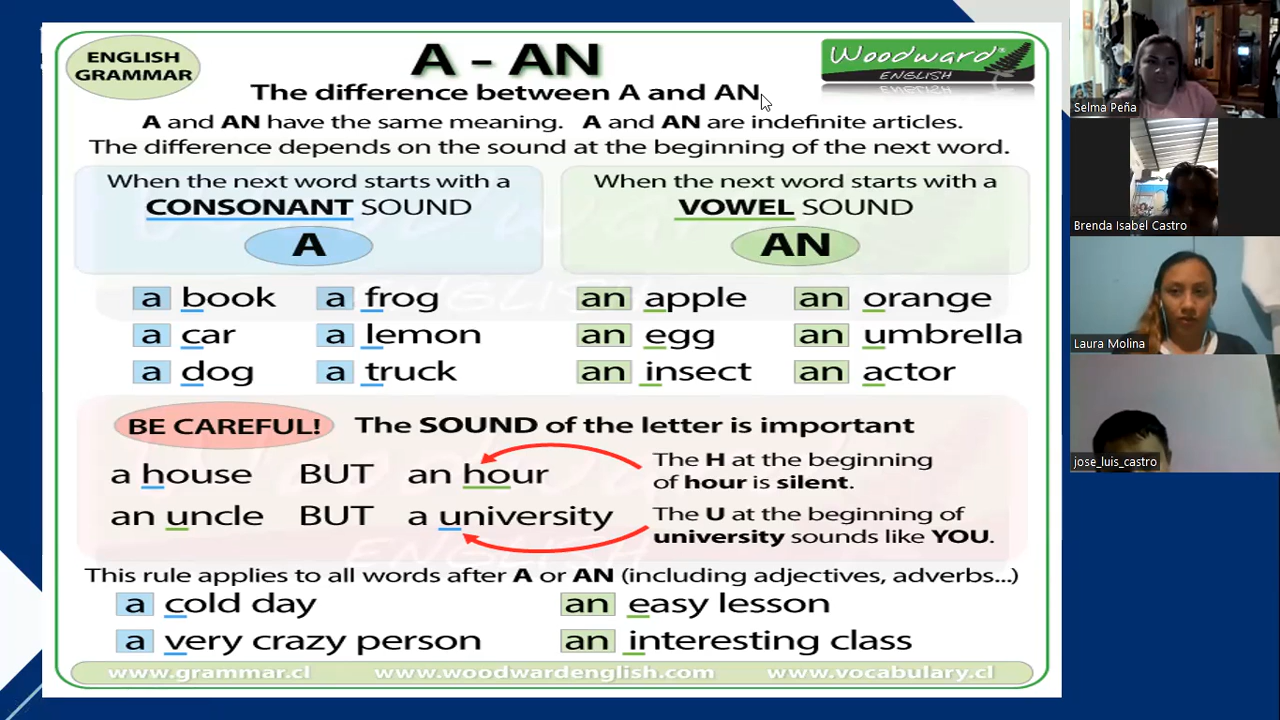 ENGLISH
GRAMMAR
A – AN
Woodward®
ENGLISH
The difference between A and AN
A and AN have the same meaning. A and AN are indefinite articles.
The difference depends on the sound at the beginning of the next word.
When the next word starts with a
CONSONANT SOUND
A
When the next word starts with a
VOWEL SOUND
AN
a book a frog
a car a lemon
a dog a truck
an apple an orange
an egg an umbrella
an insect an actor
BE CAREFUL! The SOUND of the letter is important
a house BUT an hour
The H at the beginning
of hour is silent.
an uncle BUT a university
The U at the beginning of
university sounds like YOU.
This rule applies to all words after A or AN (including adjectives, adverbs...)
a cold day an easy lesson
a very crazy person an interesting class
www.grammar.cl www.woodwardenglish.com www.vocabulary.cl
Selma Peña
Brenda Isabel Castro
Laura Molina
jose_luis_castro